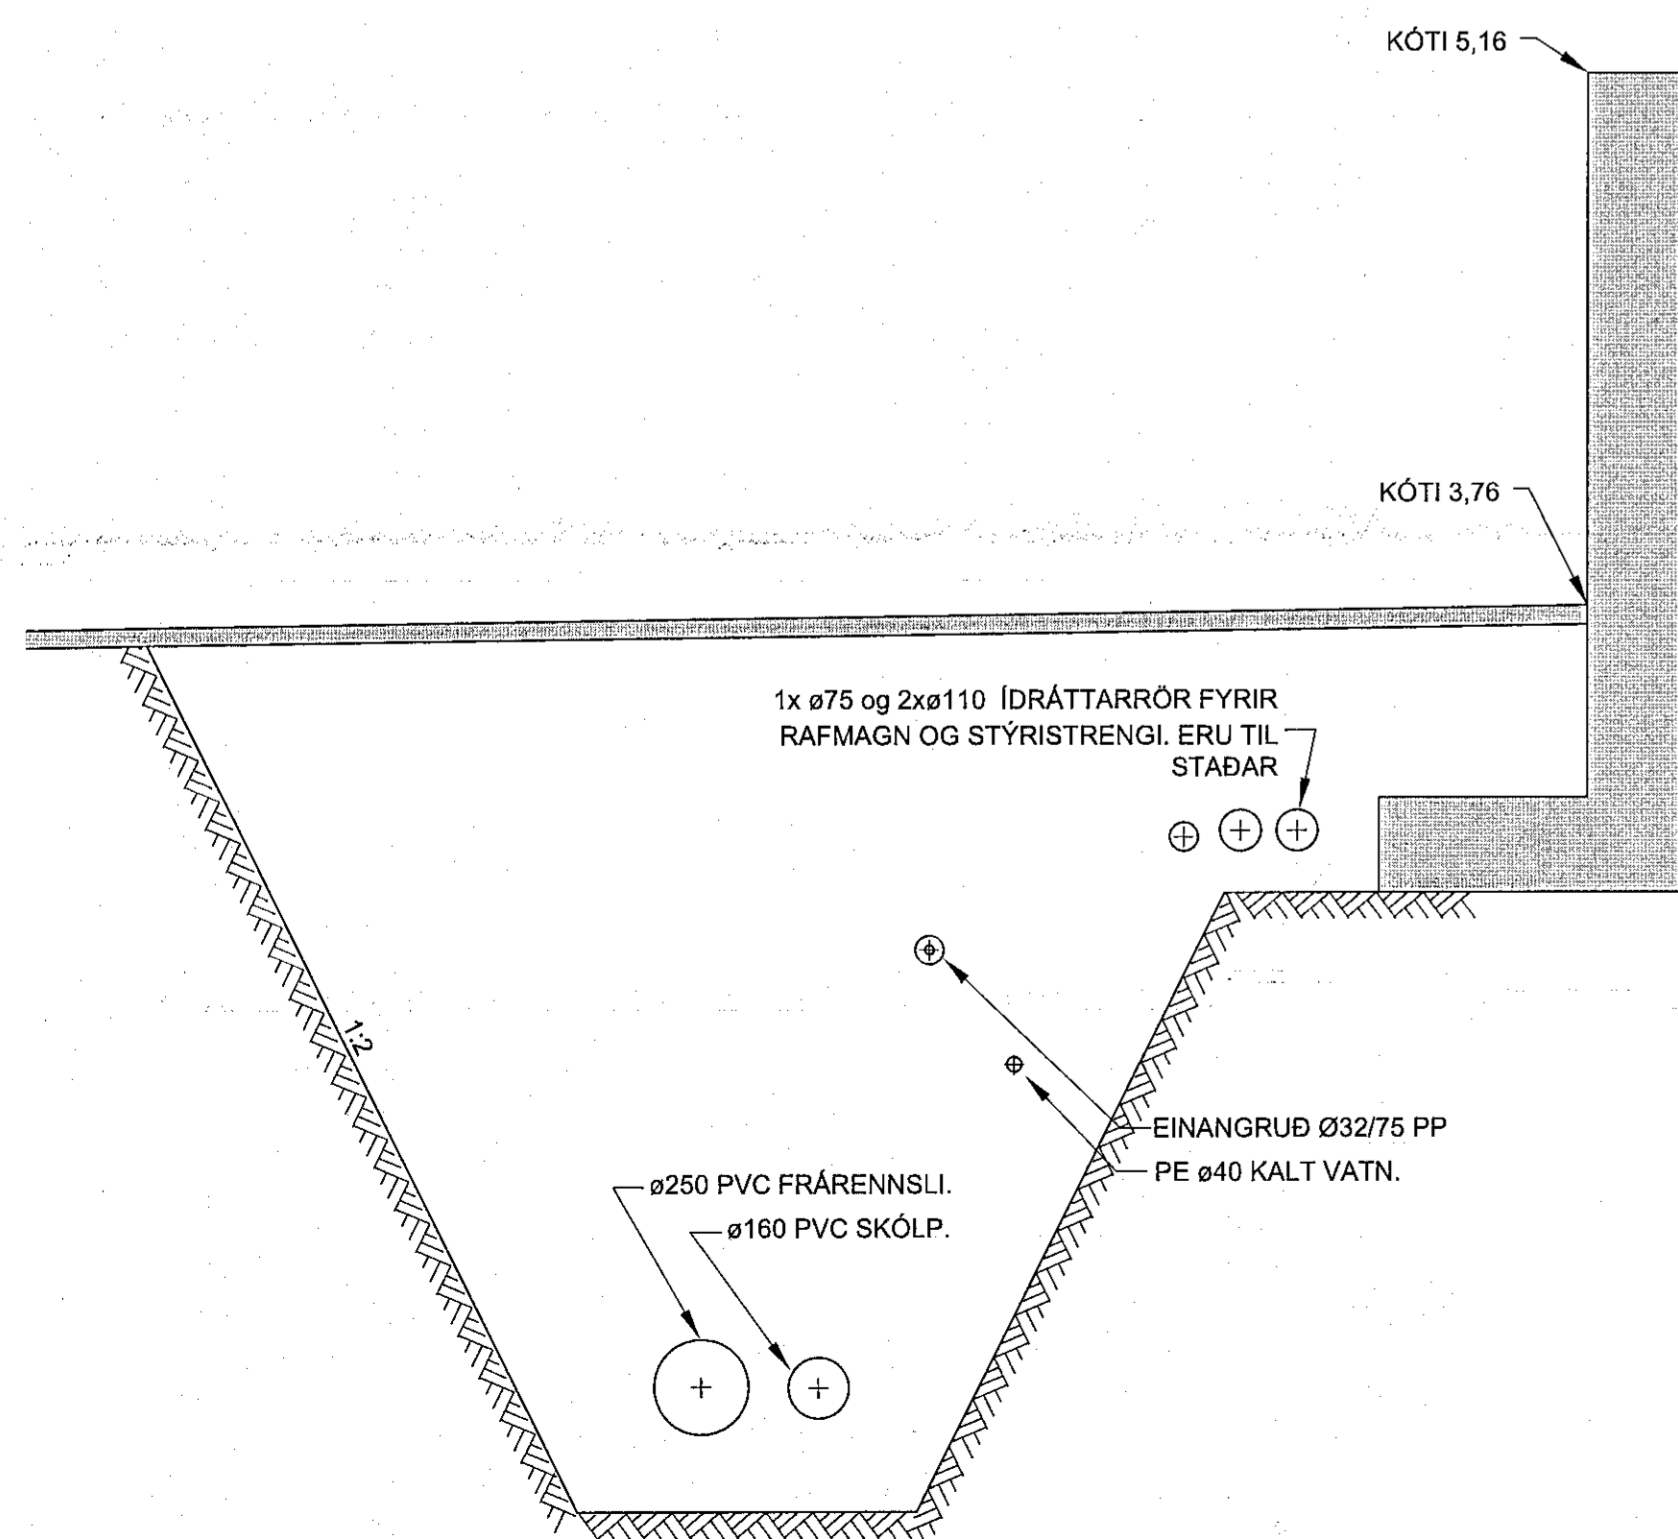 KÓTI 5,16
KÓTI 3,76
1x ø75 og 2xø110 ÍDRÁTTARRÖR FYRIR
RAFMAGN OG STÝRISTRENGI. ERU TIL
STAÐAR
1:2
EINANGRUÐ Ø32/75 PP
PE ø40 KALT VATN.
ø250 PVC FRÁRENNSLI.
ø160 PVC SKÓLP.